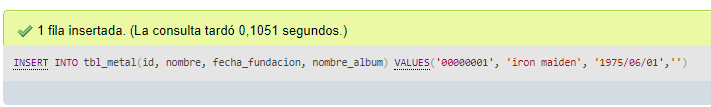 1 fila insertada. (La consulta tardó 0,1051 segundos.)
INSERT INTO tbl_metal(id, nombre, fecha_fundacion, nombre_album) VALUES('00000001', 'iron maiden', '1975/06/01','')